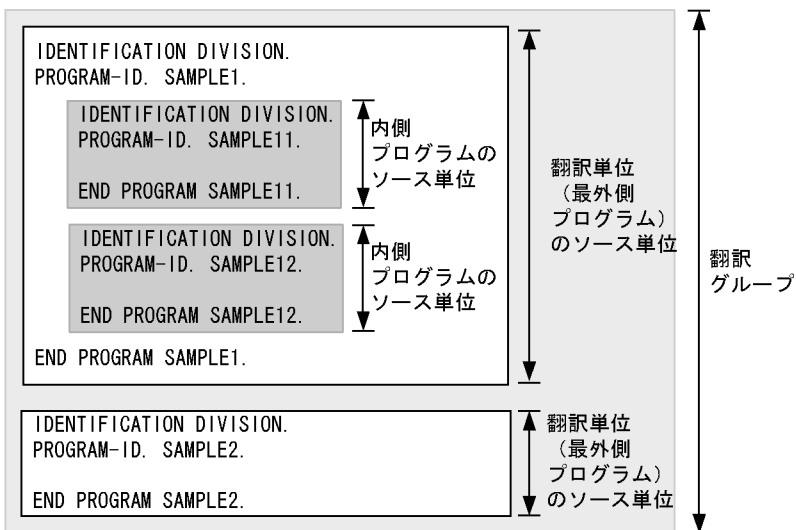 IDENTIFICATION DIVISION.
PROGRAM-ID. SAMPLE1.
IDENTIFICATION DIVISION.
PROGRAM-ID. SAMPLE11.
END PROGRAM SAMPLE11.
内側
プログラムの
ソース単位
IDENTIFICATION DIVISION.
PROGRAM-ID. SAMPLE12.
END PROGRAM SAMPLE12.
内側
プログラムの
ソース単位
END PROGRAM SAMPLE1.
翻訳単位
（最外側
プログラム）
のソース単位
IDENTIFICATION DIVISION.
PROGRAM-ID. SAMPLE2.
END PROGRAM SAMPLE2.
翻訳単位
（最外側
プログラム）
のソース単位
翻訳
グループ